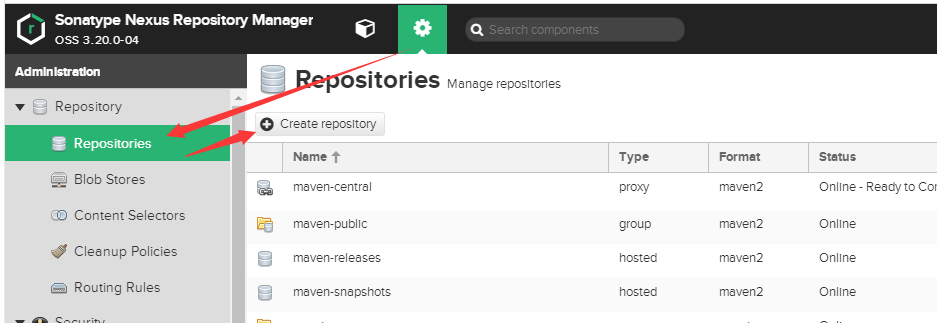 Sonatype Nexus Repository Manager
OSS 3.20.0-04
Search components
Administration
Repositories Manage repositories
Repository
Create repository
Repositories
Name Type Format Status
Blob Stores
maven-central proxy maven2 Online - Ready to Con
Content Selectors
maven-public group maven2 Online
Cleanup Policies
maven-releases hosted maven2 Online
Routing Rules
maven-snapshots hosted maven2 Online
Security